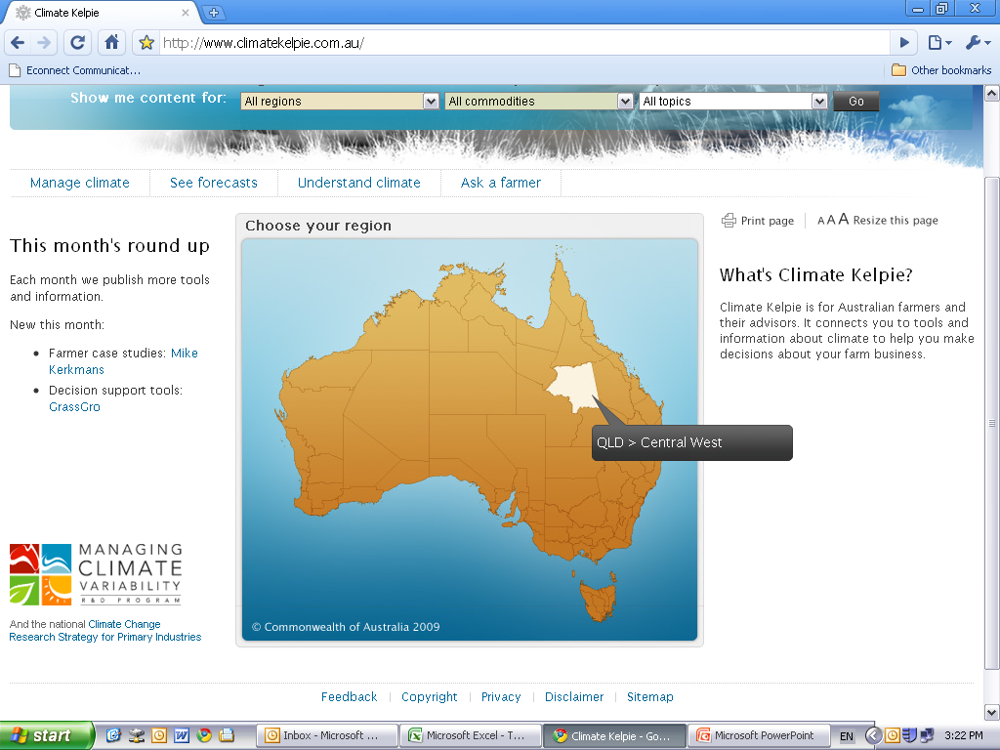 Climate Kelpie
http://www.climatekelpie.com.au/
Econnect Communicat...
Other bookmarks
Show me content for:
All regions
All commodities
All topics
Go
Manage climate
See forecasts
Understand climate
Ask a farmer
This month's round up
Each month we publish more tools
and information.
New this month:
Farmer case studies: Mike
Kerkmans
Decision support tools:
GrassGro
MANAGING
CLIMATE
VARIABILITY
R & D PROGRAM
And the national Climate Change
Research Strategy for Primary Industries
Choose your region
QLD > Central West
© Commonwealth of Australia 2009
Print page
A A A Resize this page
What's Climate Kelpie?
Climate Kelpie is for Australian farmers and
their advisors. It connects you to tools and
information about climate to help you make
decisions about your farm business.
Feedback
Copyright
Privacy
Disclaimer
Sitemap
start
Inbox - Microsoft ...
Microsoft Excel - T...
Climate Kelpie - Go...
Microsoft PowerPoint
EN
3:22 PM